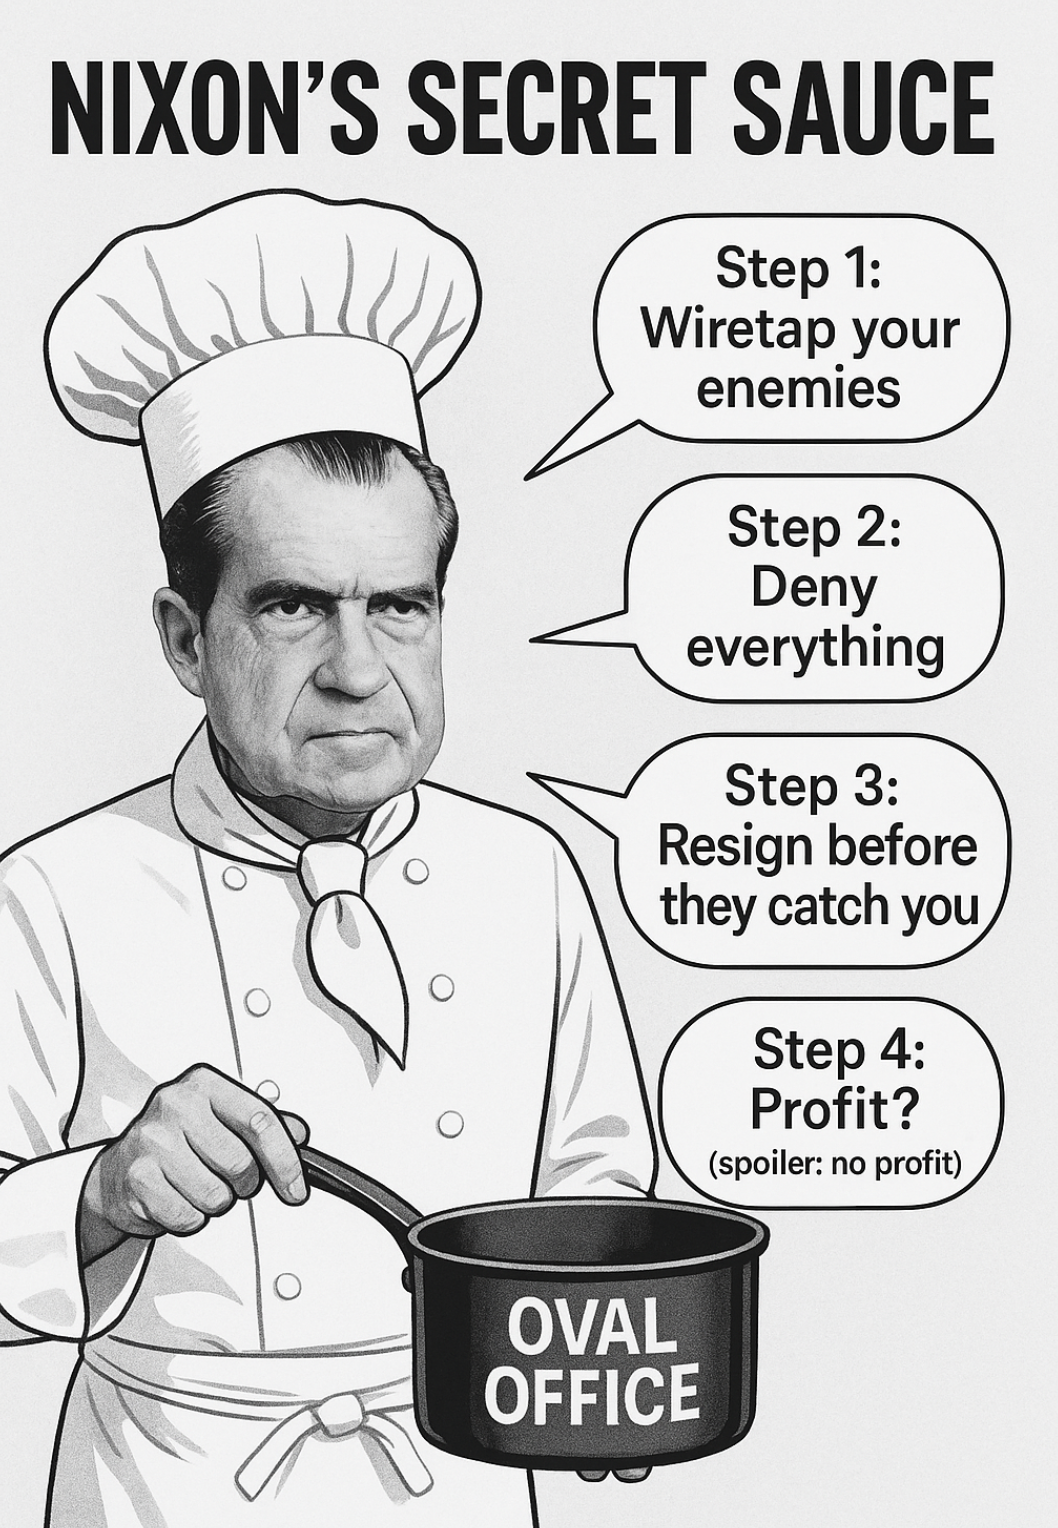 NIXON’S SECRET SAUCE
Step 1:
Wiretap your
enemies
Step 2:
Deny
everything
Step 3:
Resign before
they catch you
Step 4:
Profit?
(spoiler: no profit)
OVAL
OFFICE